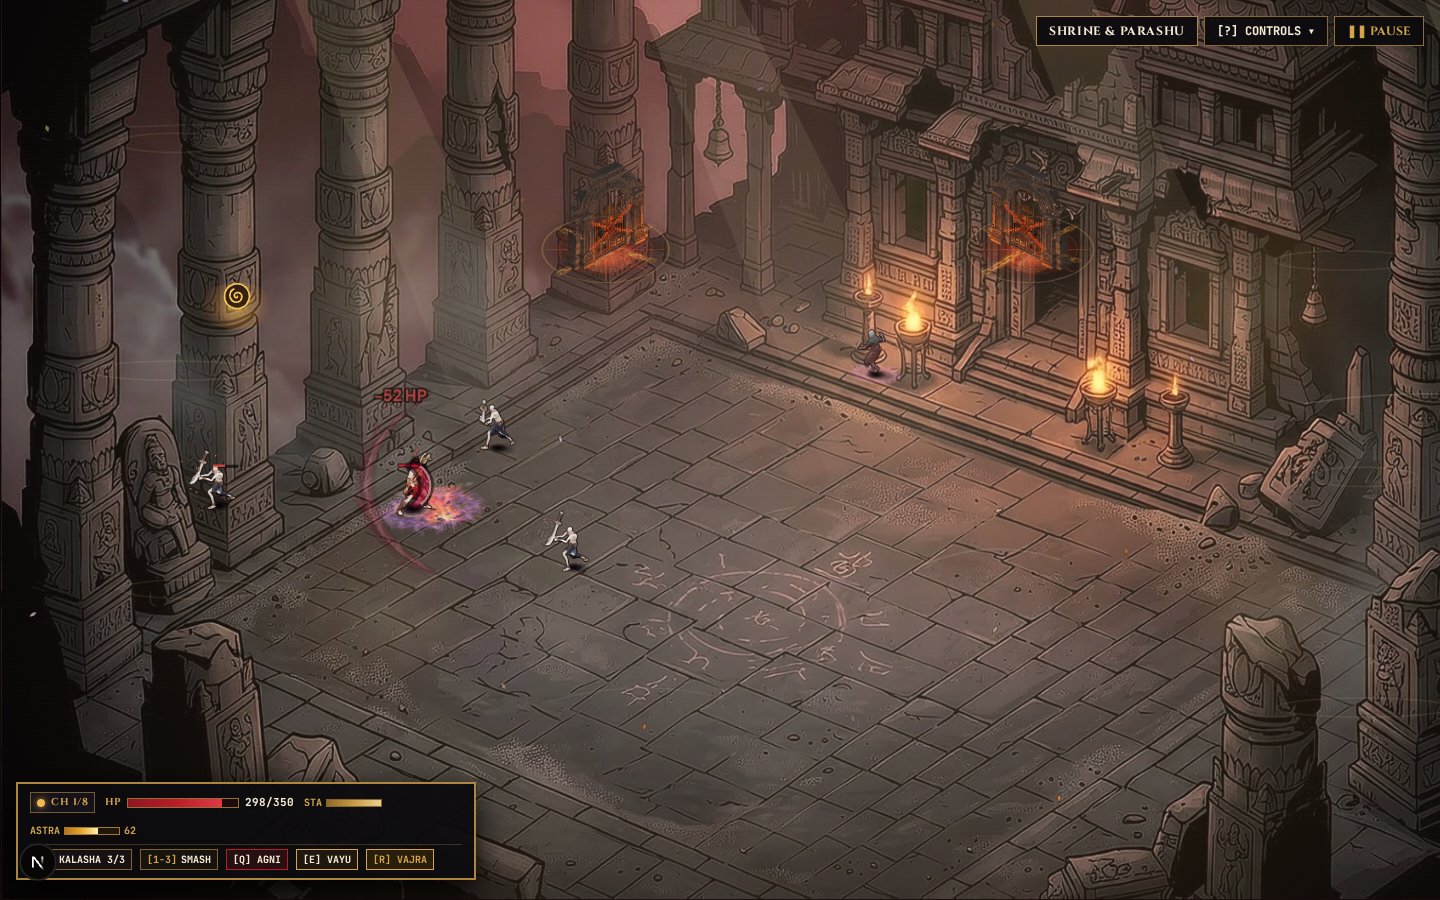 SHRINE & PARASHU
[?] CONTROLS ▾
❚❚ PAUSE
-52 HP
CH 1/8 HP 298/350 STA
ASTRA 62
N KALASHA 3/3 [1-3] SMASH [Q] AGNI [E] VAYU [R] VAJRA